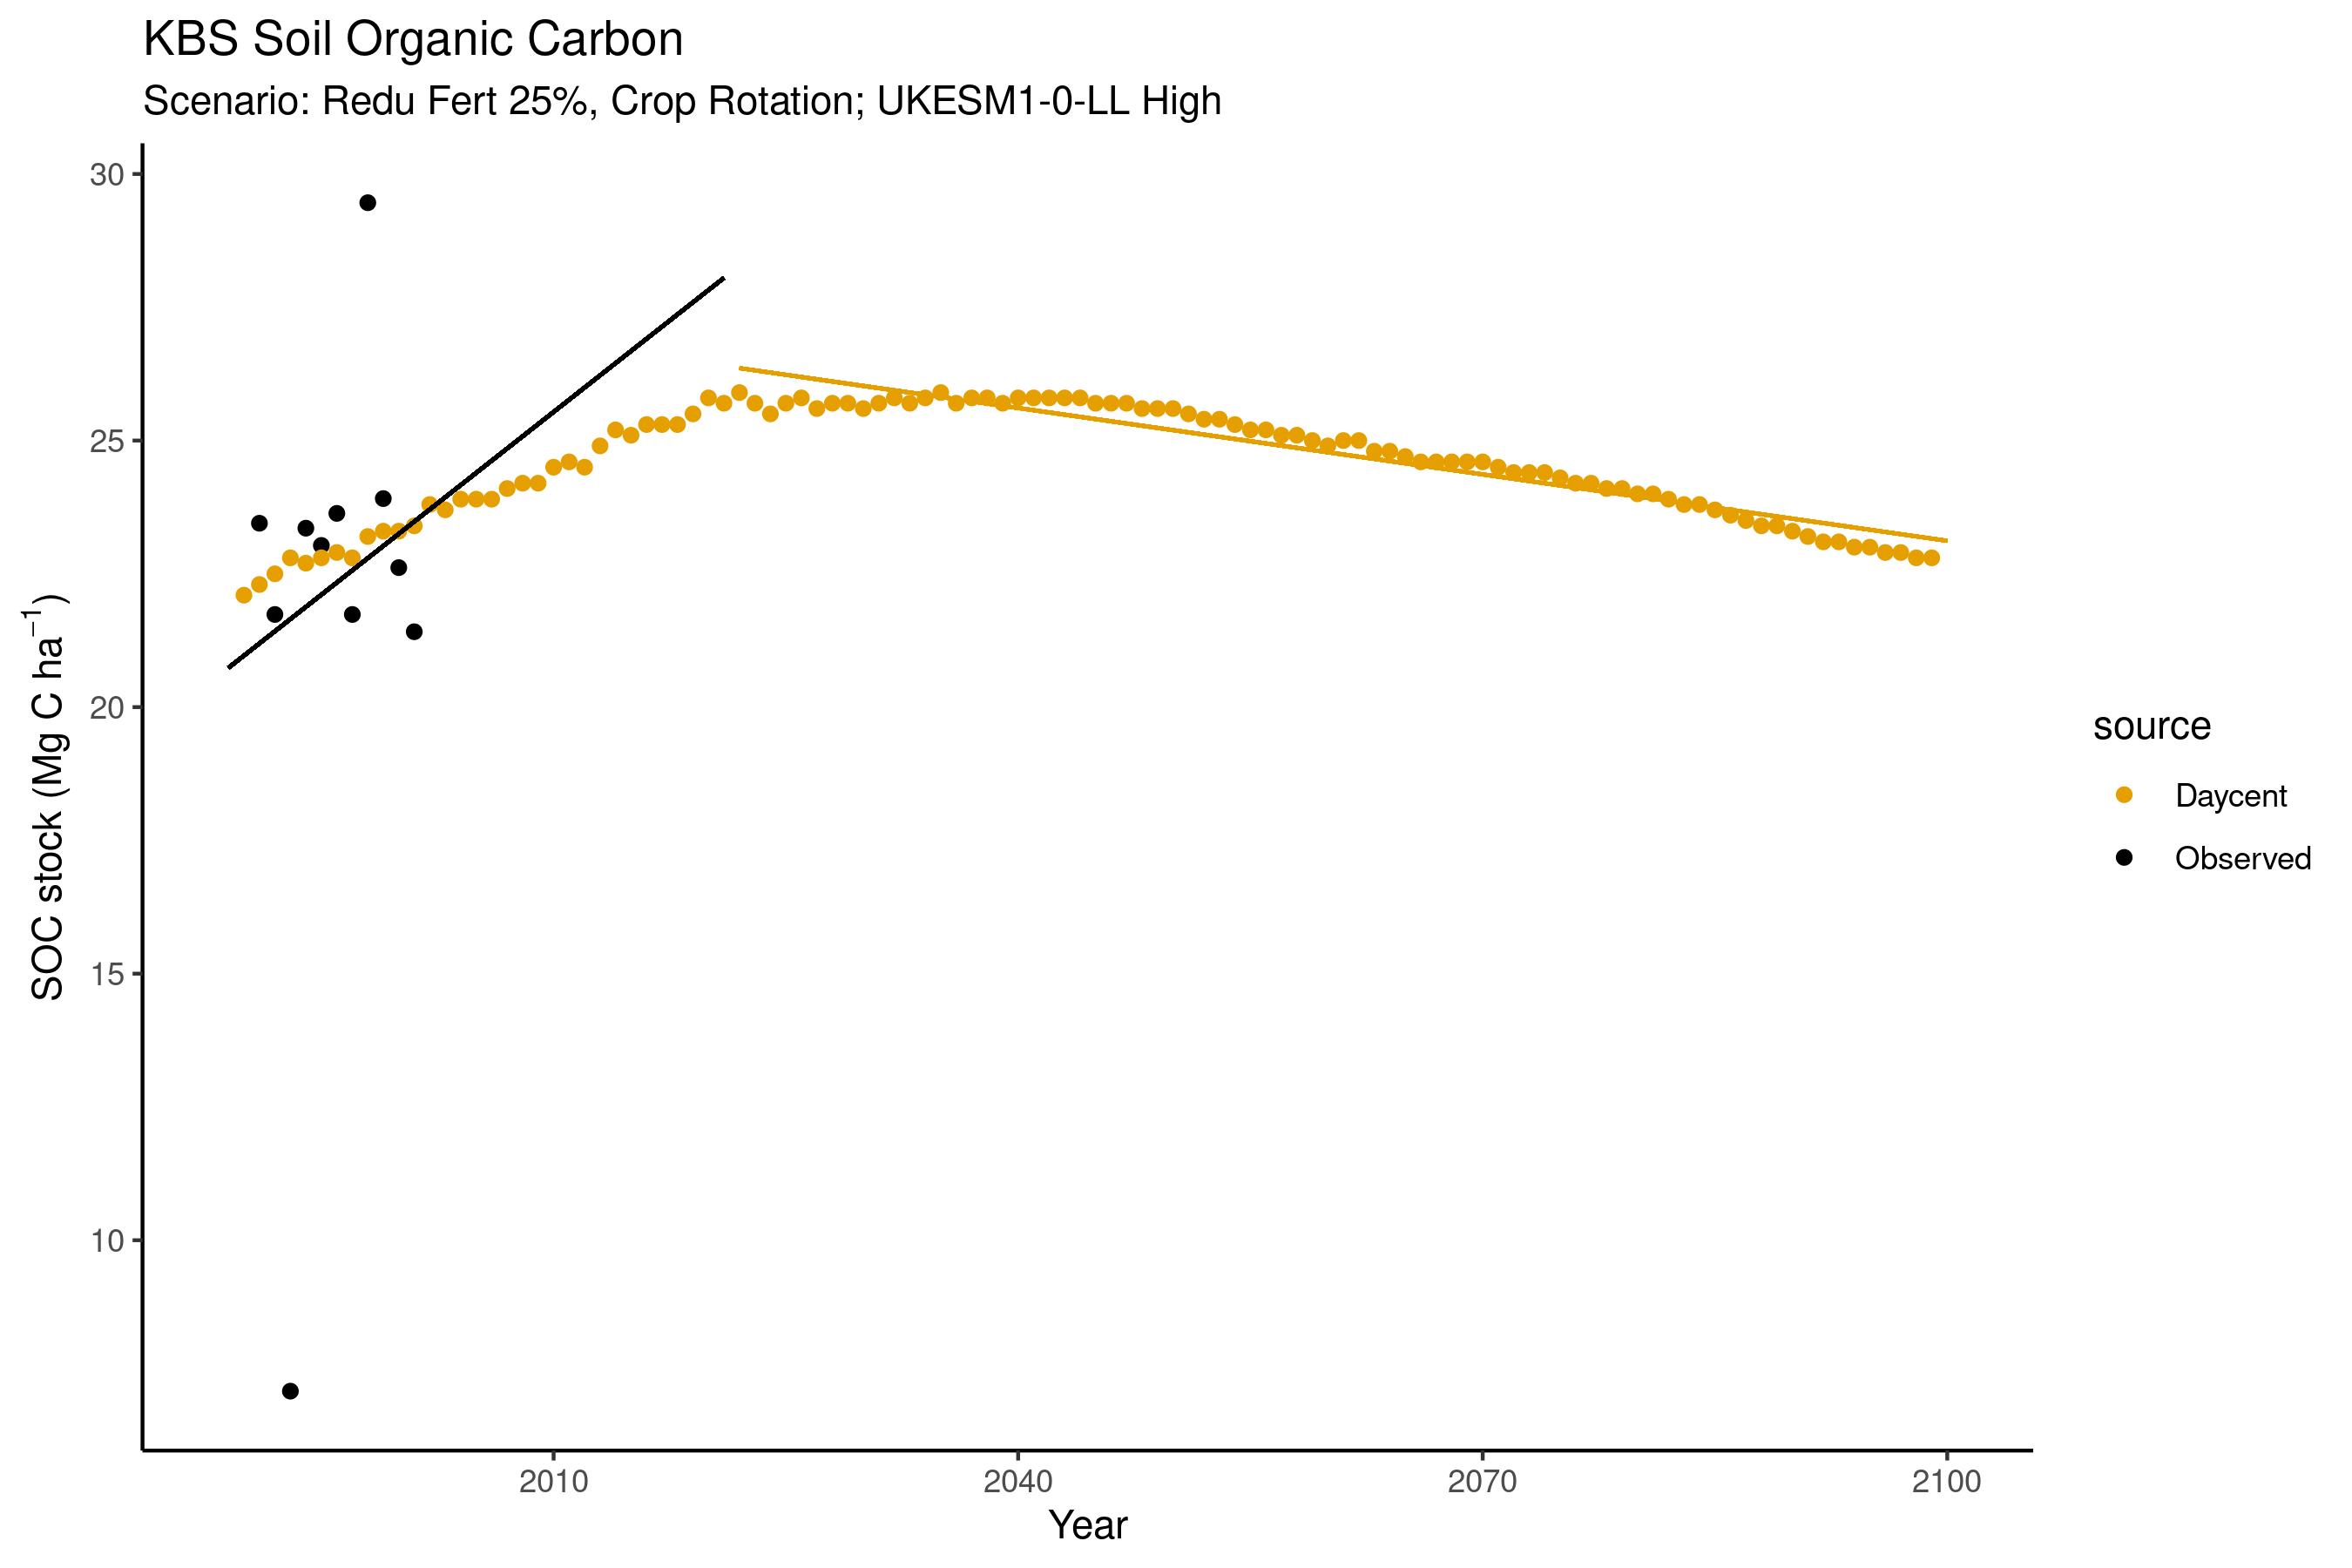 KBS Soil Organic Carbon
Scenario: Redu Fert 25%, Crop Rotation; UKESM1-0-LL High
SOC stock (Mg C ha⁻¹)
30
25
20
15
10
2010
2040
2070
2100
Year
source
Daycent
Observed